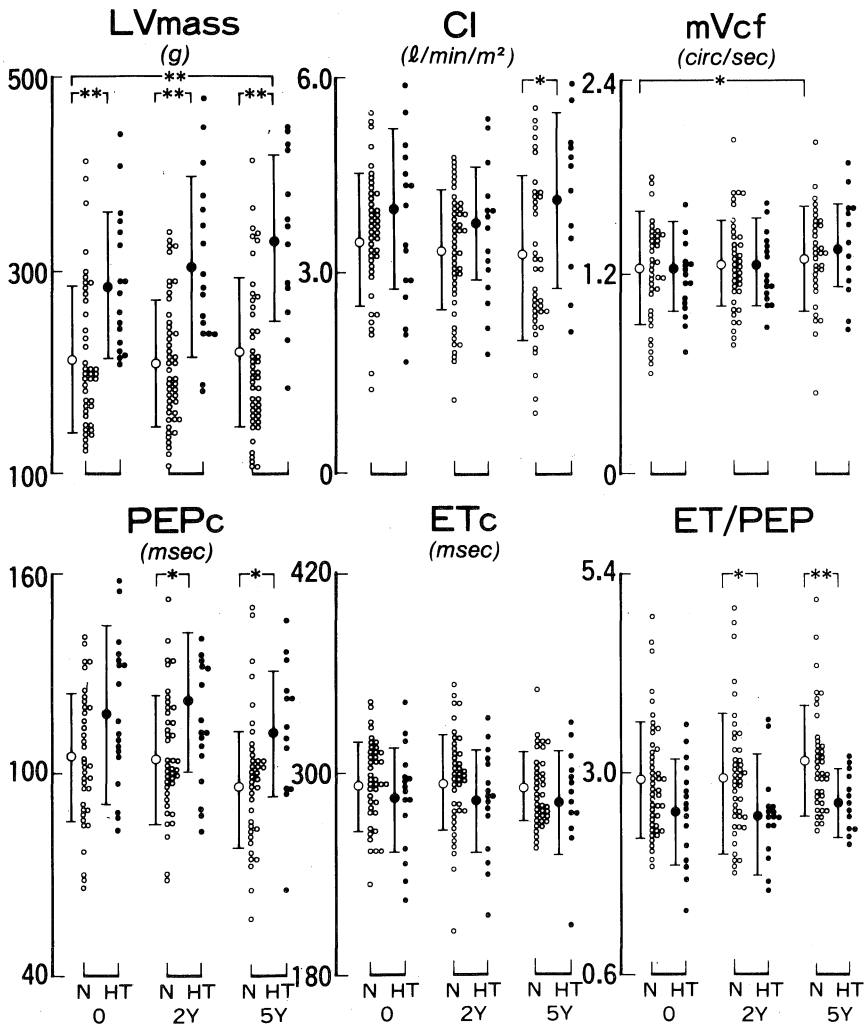 LVmass
(g)
500
300
100
**
** ** **
CI
(ℓ/min/m²)
6.0
3.0
0
*
mVcf
(circ/sec)
2.4
1.2
0
*
PEPc
(msec)
160
100
40
* *
N HT N HT N HT
0 2Y 5Y
ETc
(msec)
420
300
180
N HT N HT N HT
0 2Y 5Y
ET/PEP
5.4
3.0
0.6
* **
N HT N HT N HT
0 2Y 5Y